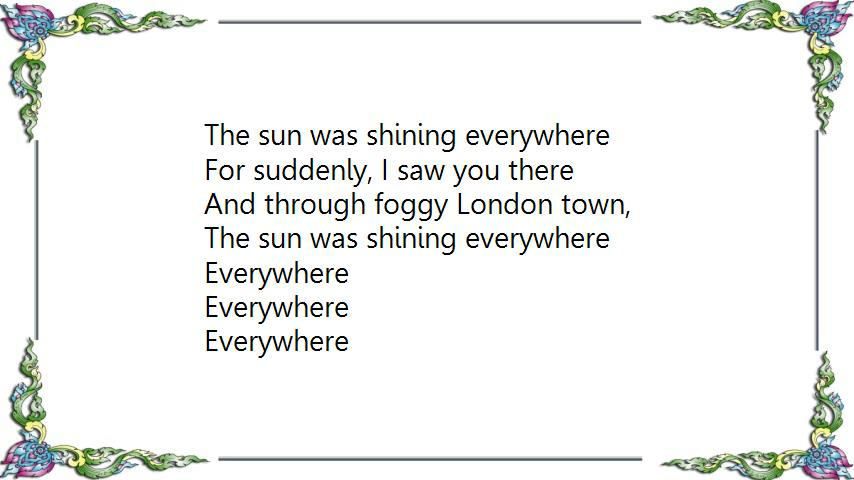 The sun was shining everywhere
For suddenly, I saw you there
And through foggy London town,
The sun was shining everywhere
Everywhere
Everywhere
Everywhere